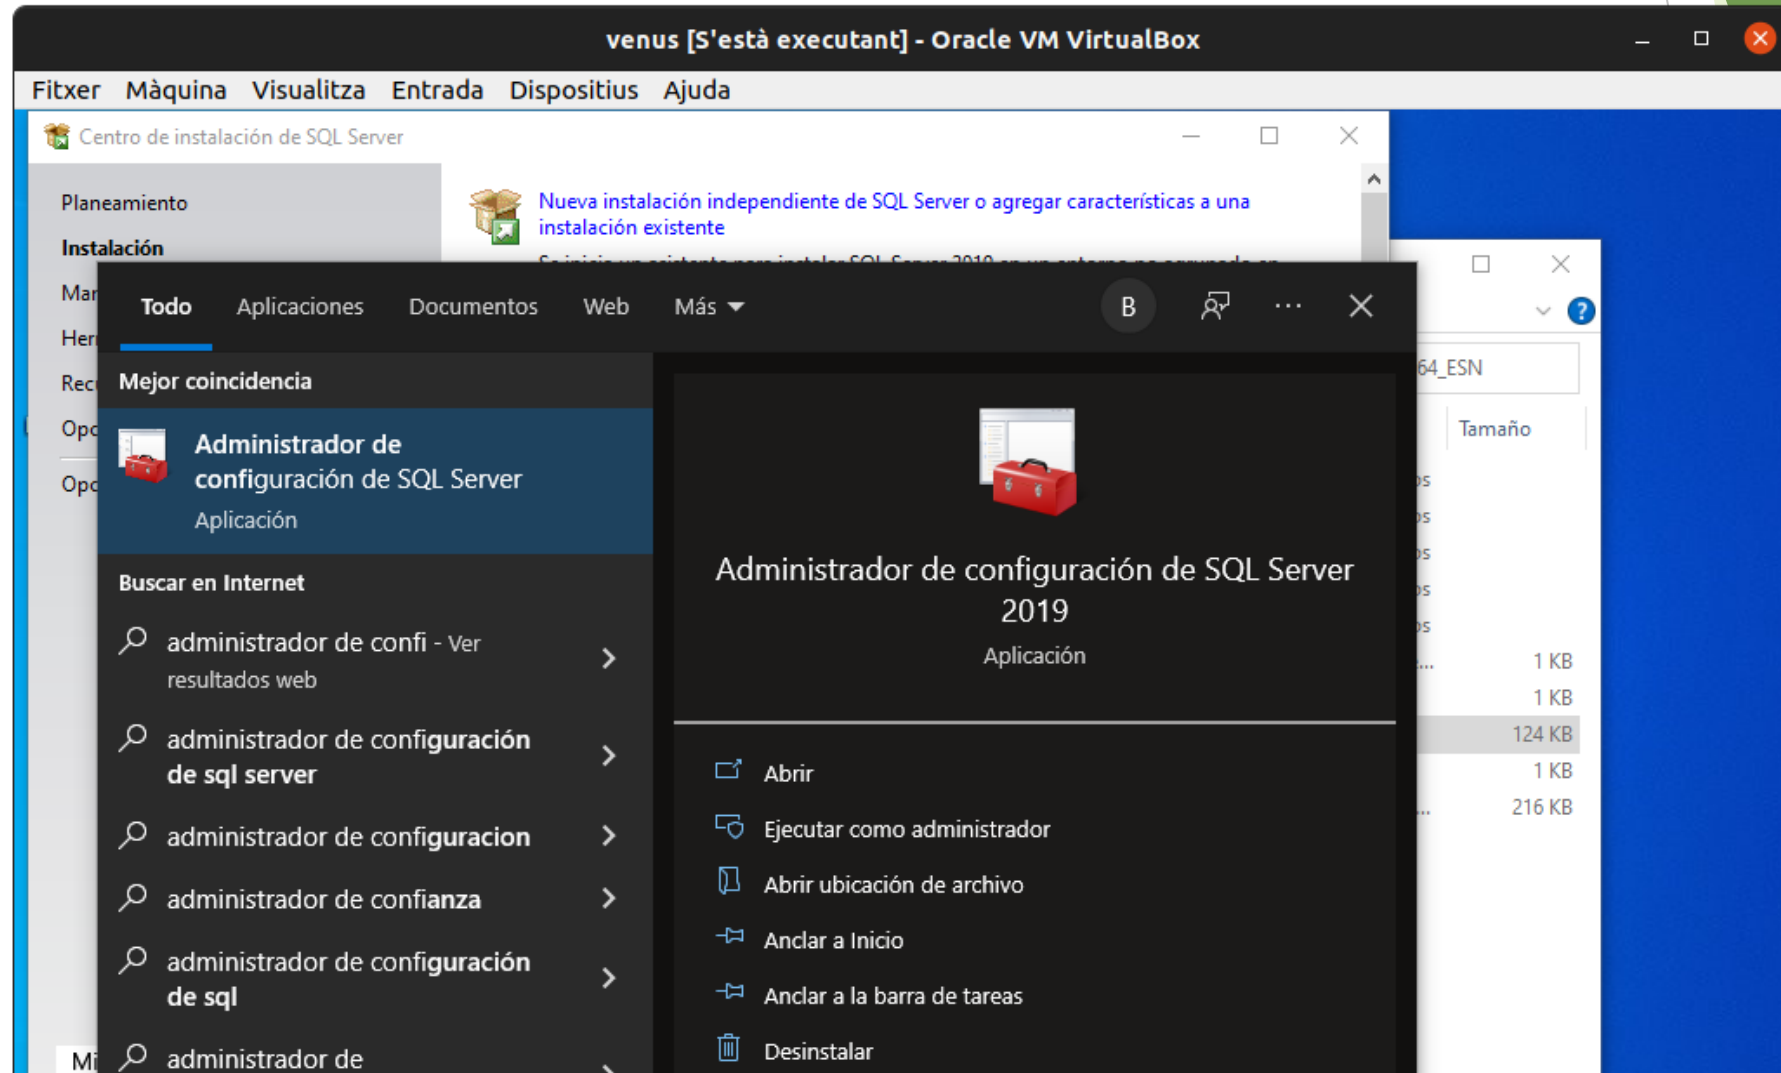 venus [S'està executant] - Oracle VM VirtualBox
Fitxer Màquina Visualitza Entrada Dispositius Ajuda
Centro de instalación de SQL Server
Planeamiento
Instalación
Nueva instalación independiente de SQL Server o agregar características a una
instalación existente
Todo Aplicaciones Documentos Web Más
B
Mejor coincidencia
Administrador de
configuración de SQL Server
Aplicación
Buscar en Internet
administrador de confi - Ver
resultados web
administrador de configuración
de sql server
administrador de configuracion
administrador de confianza
administrador de configuración
de sql
administrador de
Administrador de configuración de SQL Server
2019
Aplicación
Abrir
Ejecutar como administrador
Abrir ubicación de archivo
Anclar a Inicio
Anclar a la barra de tareas
Desinstalar
64_ESN
Tamaño
1 KB
1 KB
124 KB
1 KB
216 KB